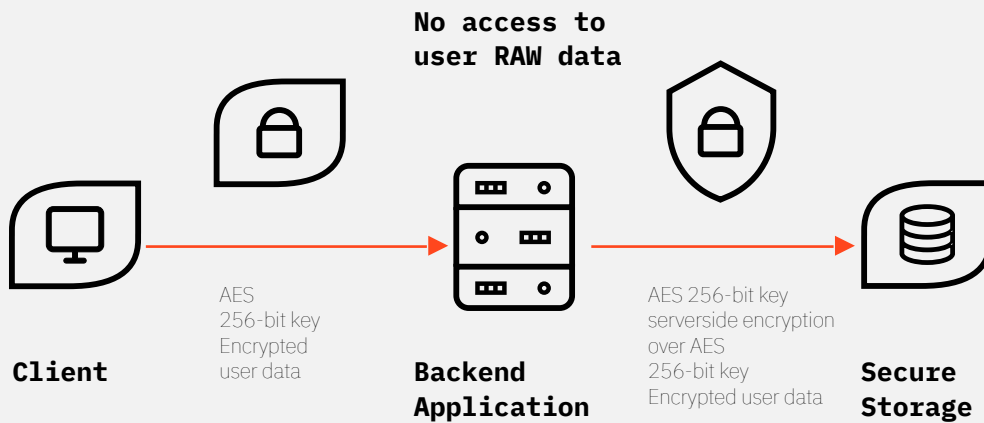 No access to
user RAW data
AES
256-bit key
Encrypted
user data
AES 256-bit key
serverside encryption
over AES
256-bit key
Encrypted user data
Client
Backend
Application
Secure
Storage